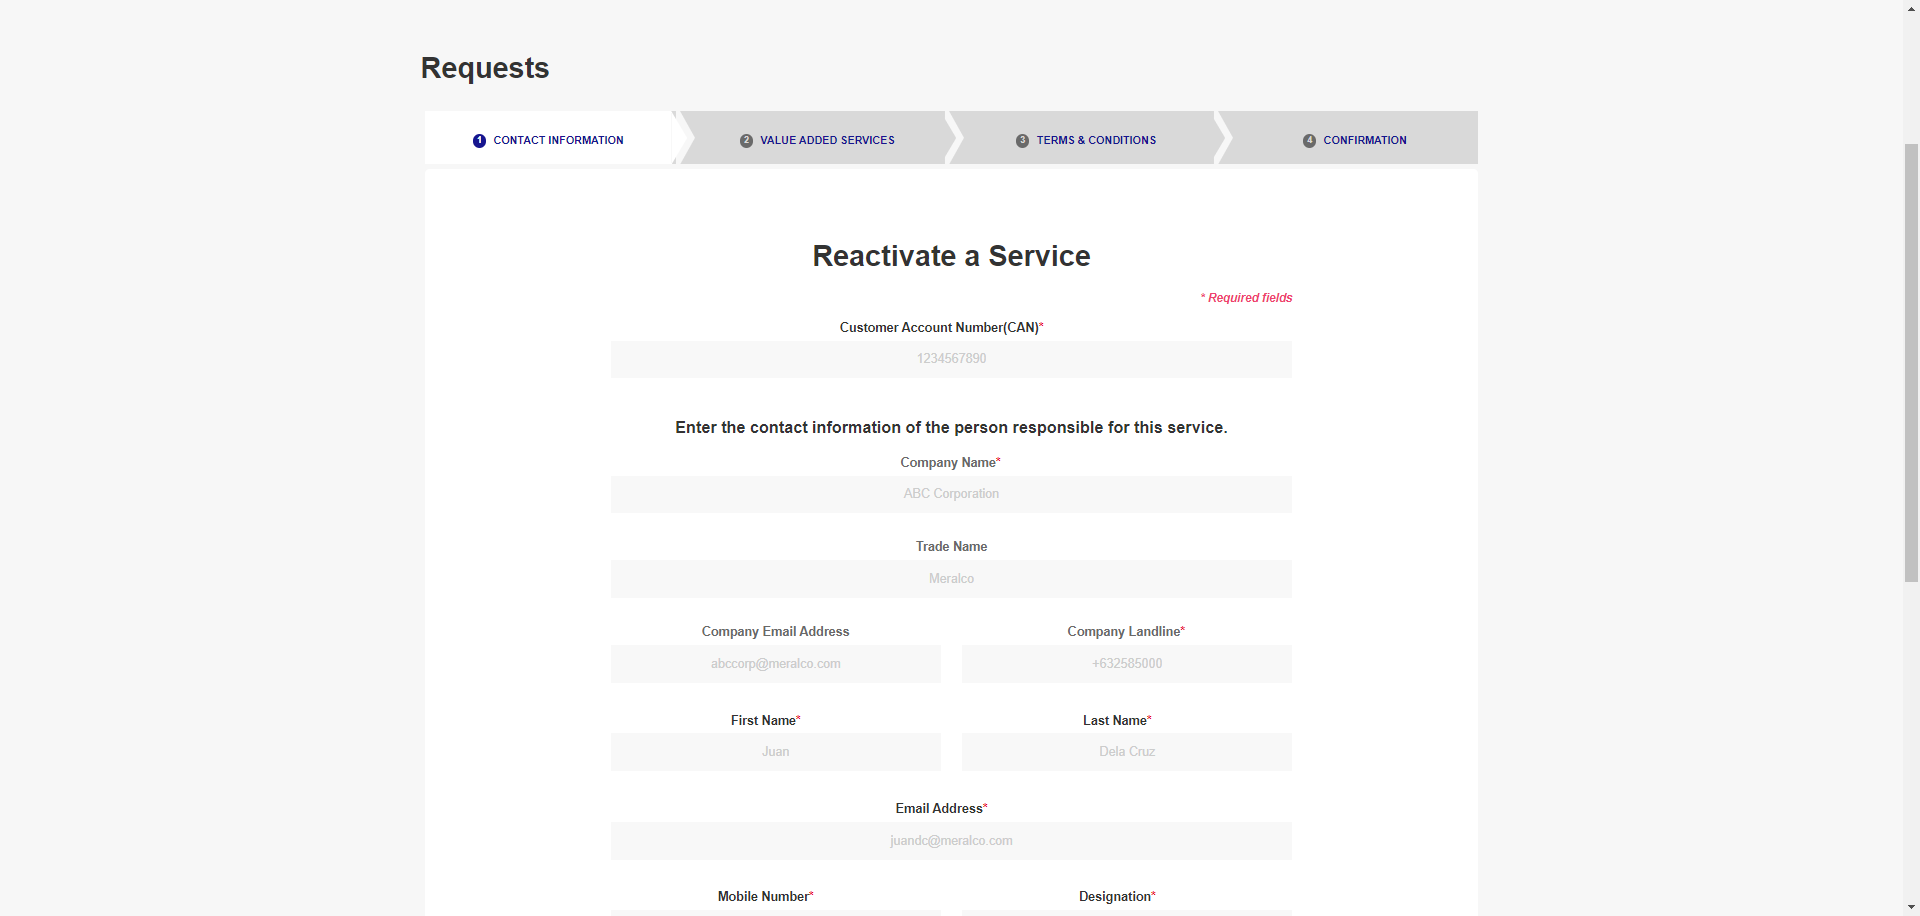 Requests
1 CONTACT INFORMATION
2 VALUE ADDED SERVICES
3 TERMS & CONDITIONS
4 CONFIRMATION
Reactivate a Service
* Required fields
Customer Account Number(CAN)*
1234567890
Enter the contact information of the person responsible for this service.
Company Name*
ABC Corporation
Trade Name
Meralco
Company Email Address
abccorp@meralco.com
Company Landline*
+632585000
First Name*
Juan
Last Name*
Dela Cruz
Email Address*
juandc@meralco.com
Mobile Number*
Designation*